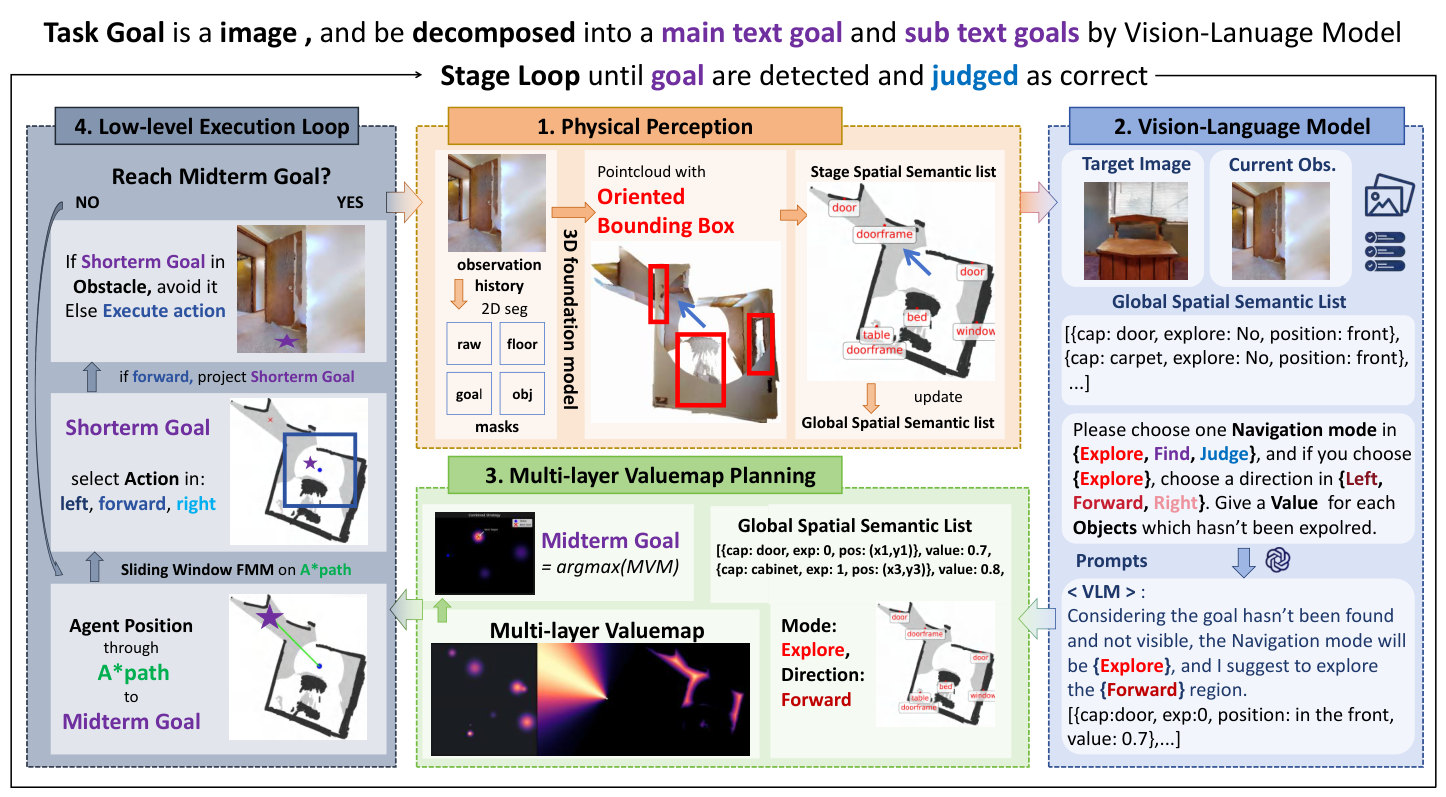 Task Goal is a image , and be decomposed into a main text goal and sub text goals by Vision-Lanuage Model
Stage Loop until goal are detected and judged as correct
4. Low-level Execution Loop
Reach Midterm Goal?
NO
YES
If Shorterm Goal in
Obstacle, avoid it
Else Execute action
if forward, project Shorterm Goal
Shorterm Goal
select Action in:
left, forward, right
Sliding Window FMM on A*path
Agent Position
through
A*path
to
Midterm Goal
1. Physical Perception
observation
history
2D seg
raw
floor
goal
obj
masks
3D foundation model
Pointcloud with
Oriented
Bounding Box
Stage Spatial Semantic list
door
doorframe
door
bed
window
table
doorframe
update
Global Spatial Semantic list
2. Vision-Language Model
Target Image
Current Obs.
Global Spatial Semantic List
[{cap: door, explore: No, position: front},
{cap: carpet, explore: No, position: front},
...]
Please choose one Navigation mode in
{Explore, Find, Judge}, and if you choose
{Explore}, choose a direction in {Left,
Forward, Right}. Give a Value for each
Objects which hasn't been expolred.
Prompts
< VLM > :
Considering the goal hasn't been found
and not visible, the Navigation mode will
be {Explore}, and I suggest to explore
the {Forward} region.
[{cap:door, exp:0, position: in the front,
value: 0.7},...]
3. Multi-layer Valuemap Planning
Midterm Goal
= argmax(MVM)
Global Spatial Semantic List
[{cap: door, exp: 0, pos: (x1,y1)}, value: 0.7,
{cap: cabinet, exp: 1, pos: (x3,y3)}, value: 0.8,
Multi-layer Valuemap
Mode:
Explore,
Direction:
Forward
door
doorframe
door
bed
window
table
doorframe